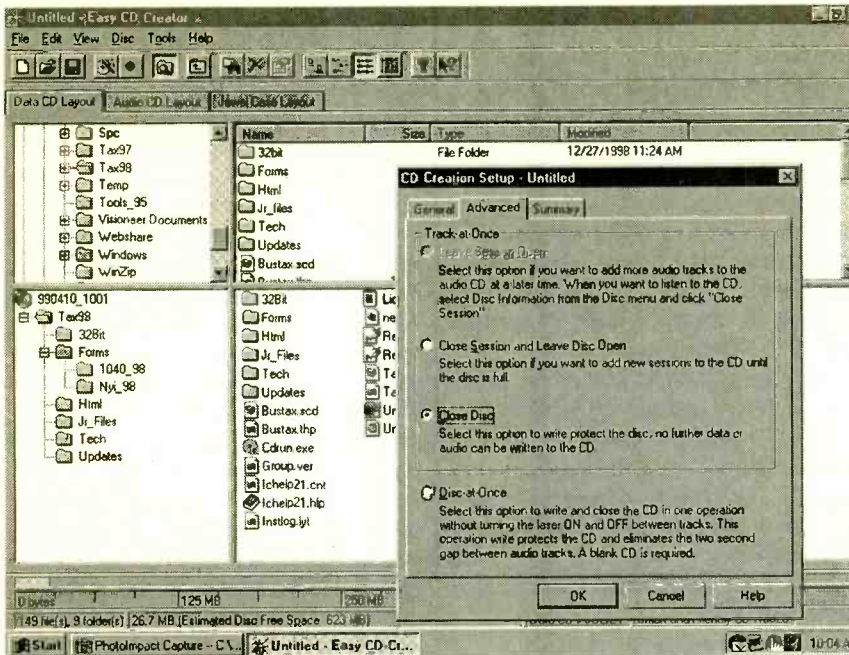 Untitled - Easy CD Creator
File Edit View Disc Tools Help
Data CD Layout Audio CD Layout Jewel Case Layout
Spc
Tax97
Tax98
Temp
Tools_95
Visioneer Documents
Webshare
Windows
WinZip
Name Size Type Modified
32bit File Folder 12/27/1998 11:24 AM
Forms
Html
Jr_files
Tech
Updates
Bustax.scd
990410_1001
Tax98
32Bit
Forms
1040_98
Nyi_98
Html
Jr_Files
Tech
Updates
32Bit
Forms
Html
Jr_Files
Tech
Updates
Bustax.scd
Bustax.thp
Cdrun.exe
Group.ver
Ichelp21.cnt
Ichelp21.hlp
Instlog.iyt
CD Creation Setup - Untitled
General Advanced Summary
Track-at-Once
Select this option if you want to add more audio tracks to the
audio CD at a later time. When you want to listen to the CD,
select Disc Information from the Disc menu and click "Close
Session"
Close Session and Leave Disc Open
Select this option if you want to add new sessions to the CD until
the disc is full.
Close Disc
Select this option to write protect the disc, no further data or
audio can be written to the CD.
Disc-at-Once
Select this option to write and close the CD in one operation
without turning the laser ON and OFF between tracks. This
operation write protects the CD and eliminates the two second
gap between audio tracks. A blank CD is required.
OK Cancel Help
0 bytes 125 MB 250 MB
149 file(s), 9 folder(s) 26.7 MB (Estimated Disc Free Space 623 MB)
Start PhotoImpact Capture - C:\... Untitled - Easy CD Cr... 10:04 A